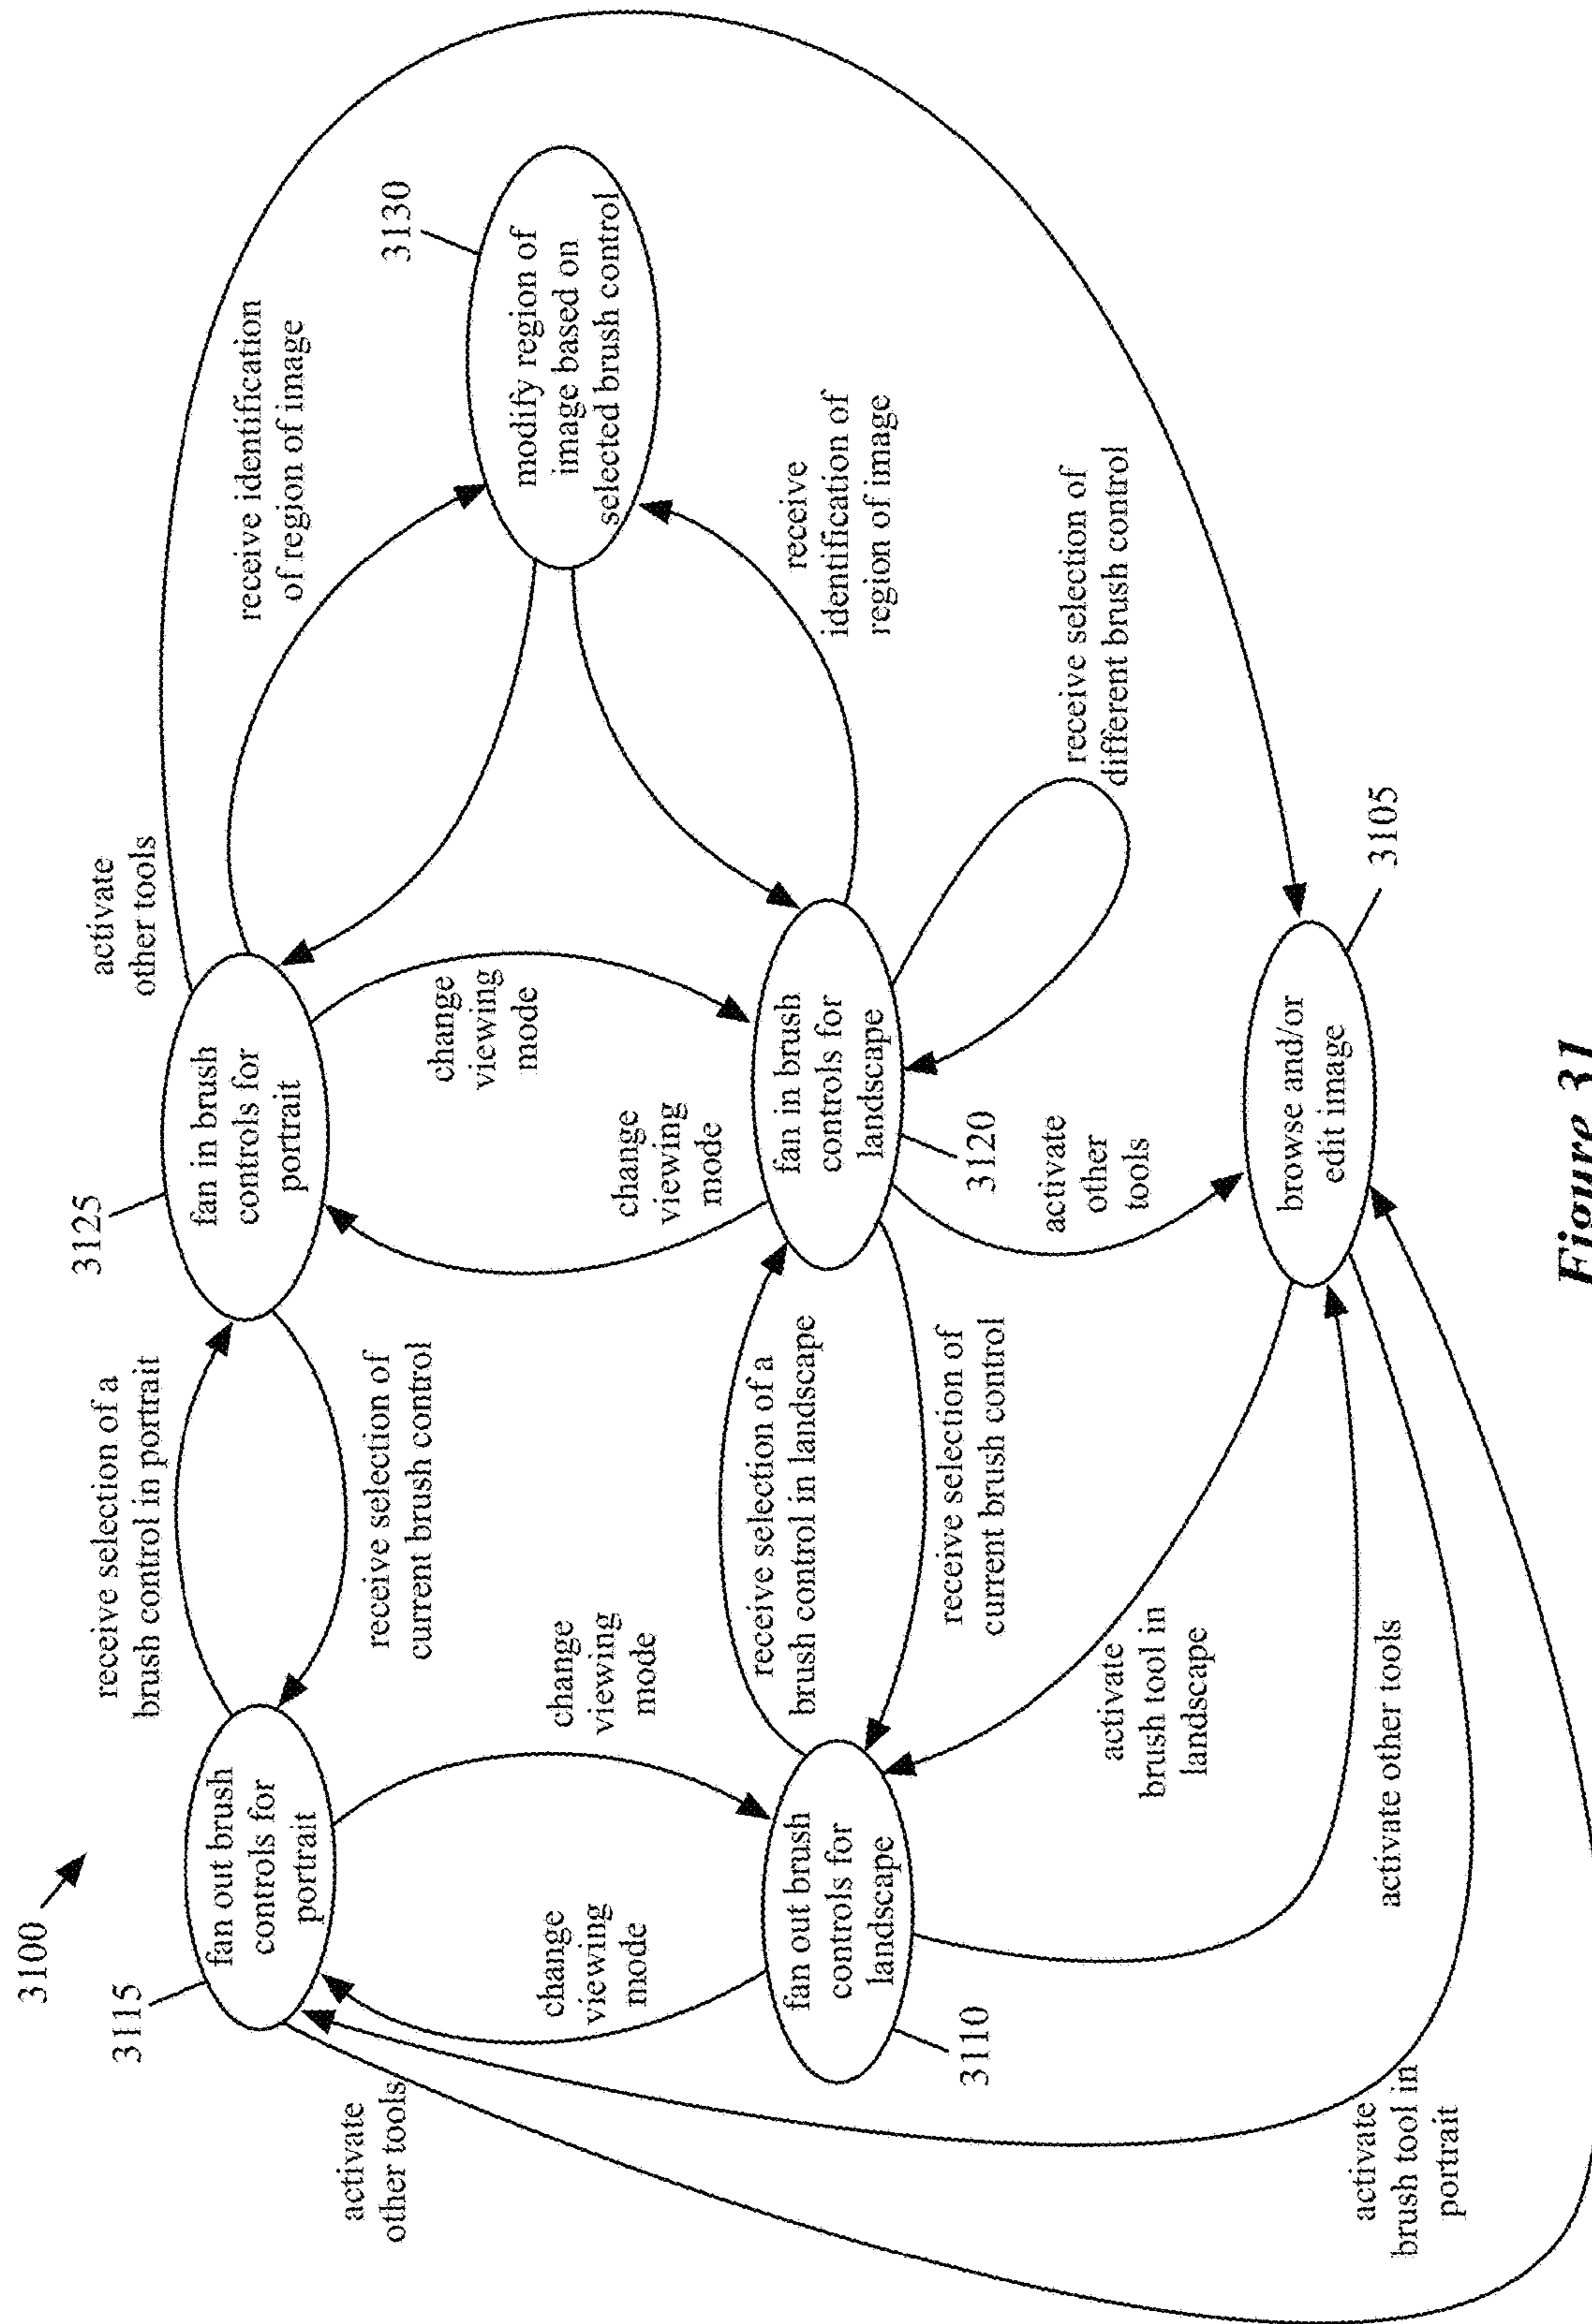 3100
3115
fan out brush
controls for
portrait
receive selection of a
brush control in portrait
receive selection of
current brush control
3125
fan in brush
controls for
portrait
activate
other tools
receive identification
of region of image
3130
modify region of
image based on
selected brush control
change
viewing
mode
change
viewing
mode
change
viewing
mode
change
viewing
mode
activate
other tools
3110
fan out brush
controls for
landscape
receive selection of a
brush control in landscape
receive selection of
current brush control
fan in brush
controls for
landscape
3120
receive
identification of
region of image
receive selection of
different brush control
activate
other
tools
activate
brush tool in
landscape
activate other tools
activate
brush tool in
portrait
browse and/or
edit image
3105
Figure 31